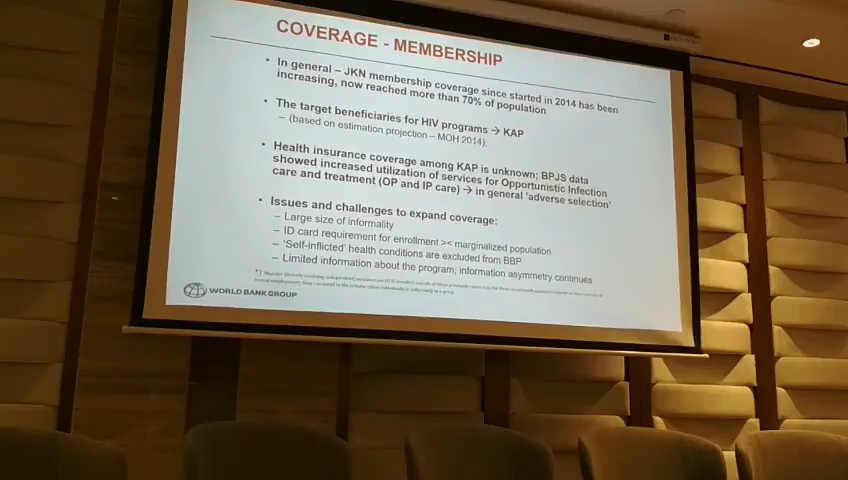 COVERAGE - MEMBERSHIP
• In general – JKN membership coverage since started in 2014 has been
increasing, now reached more than 70% of population
• The target beneficiaries for HIV programs → KAP
– (based on estimation projection – MOH 2014).
• Health insurance coverage among KAP is unknown; BPJS data
showed increased utilization of services for Opportunistic Infection
care and treatment (OP and IP care) → in general 'adverse selection'
• Issues and challenges to expand coverage:
– Large size of informality
– ID card requirement for enrollment >< marginalized population
– 'Self-inflicted' health conditions are excluded from BBP
– Limited information about the program, information asymmetry continues
WORLD BANK GROUP